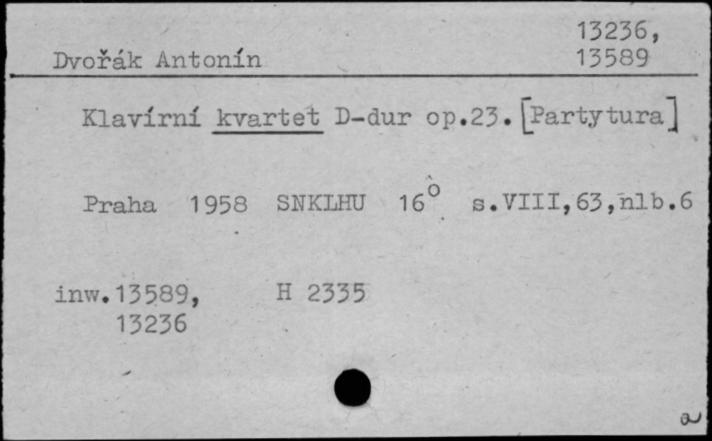 13236,
Dvořák Antonín 13589
Klavírní kvartet D-dur op.23. [Partytura]
Praha 1958 SNKLHU 16° s.VIII,63,nlb.6
inw.13589, H 2335
13236